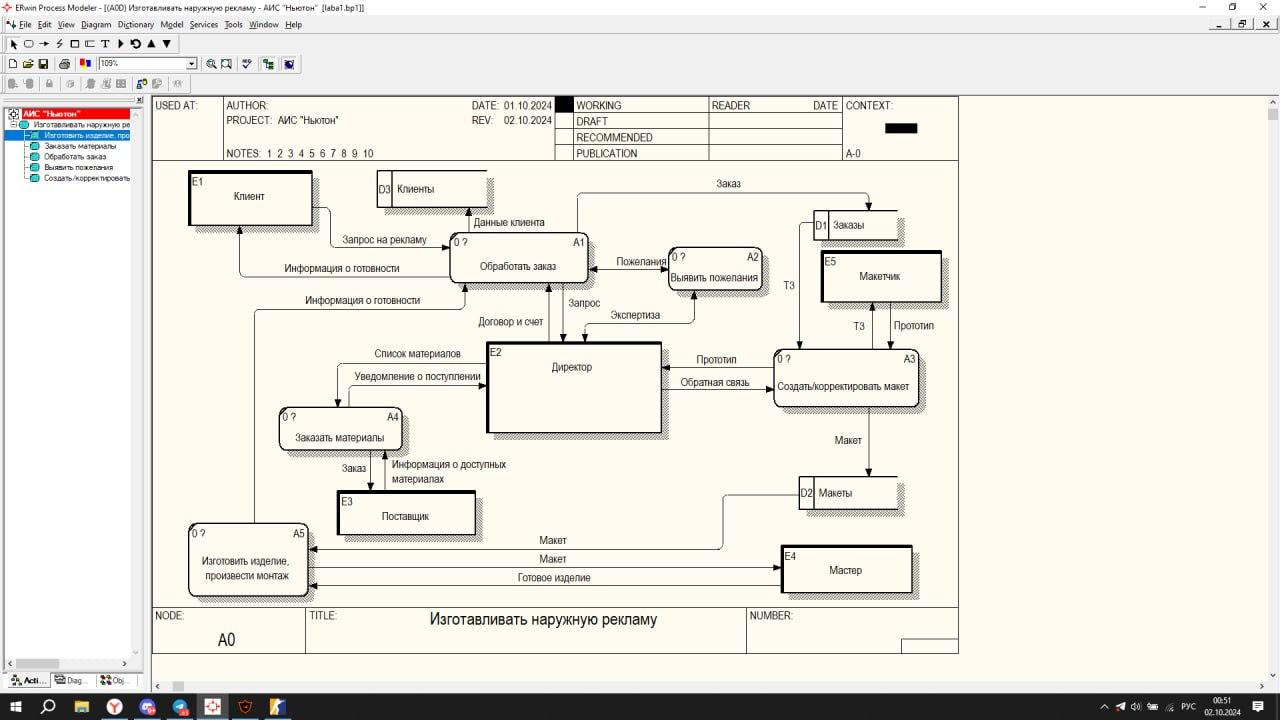 ERwin Process Modeler - [(A0D) Изготавливать наружную рекламу - АИС "Ньютон" [laba1.bp1]]
File Edit View Diagram Dictionary Model Services Tools Window Help
109%
АИС "Ньютон"
Изготавливать наружную ре
Изготовить изделие, про
Заказать материалы
Обработать заказ
Выявить пожелания
Создать/корректировать
Acti...
Diag...
Obj...
USED AT:
AUTHOR:
PROJECT: АИС "Ньютон"
NOTES: 1 2 3 4 5 6 7 8 9 10
DATE: 01.10.2024
REV: 02.10.2024
WORKING
DRAFT
RECOMMENDED
PUBLICATION
READER
DATE
CONTEXT:
A-0
E1
Клиент
D3 Клиенты
Заказ
Данные клиента
D1 Заказы
Запрос на рекламу
0 ? A1
Обработать заказ
Информация о готовности
Пожелания
0 ? A2
Выявить пожелания
E5
Макетчик
ТЗ
Информация о готовности
Запрос
Договор и счет
Экспертиза
ТЗ
Прототип
E2
Директор
Список материалов
Уведомление о поступлении
Прототип
Обратная связь
0 ? A3
Создать/корректировать макет
0 ? A4
Заказать материалы
Макет
Заказ
Информация о доступных
материалах
E3
Поставщик
D2 Макеты
0 ? A5
Изготовить изделие,
произвести монтаж
Макет
Макет
Готовое изделие
E4
Мастер
NODE:
A0
TITLE:
Изготавливать наружную рекламу
NUMBER:
РУС
00:51
02.10.2024